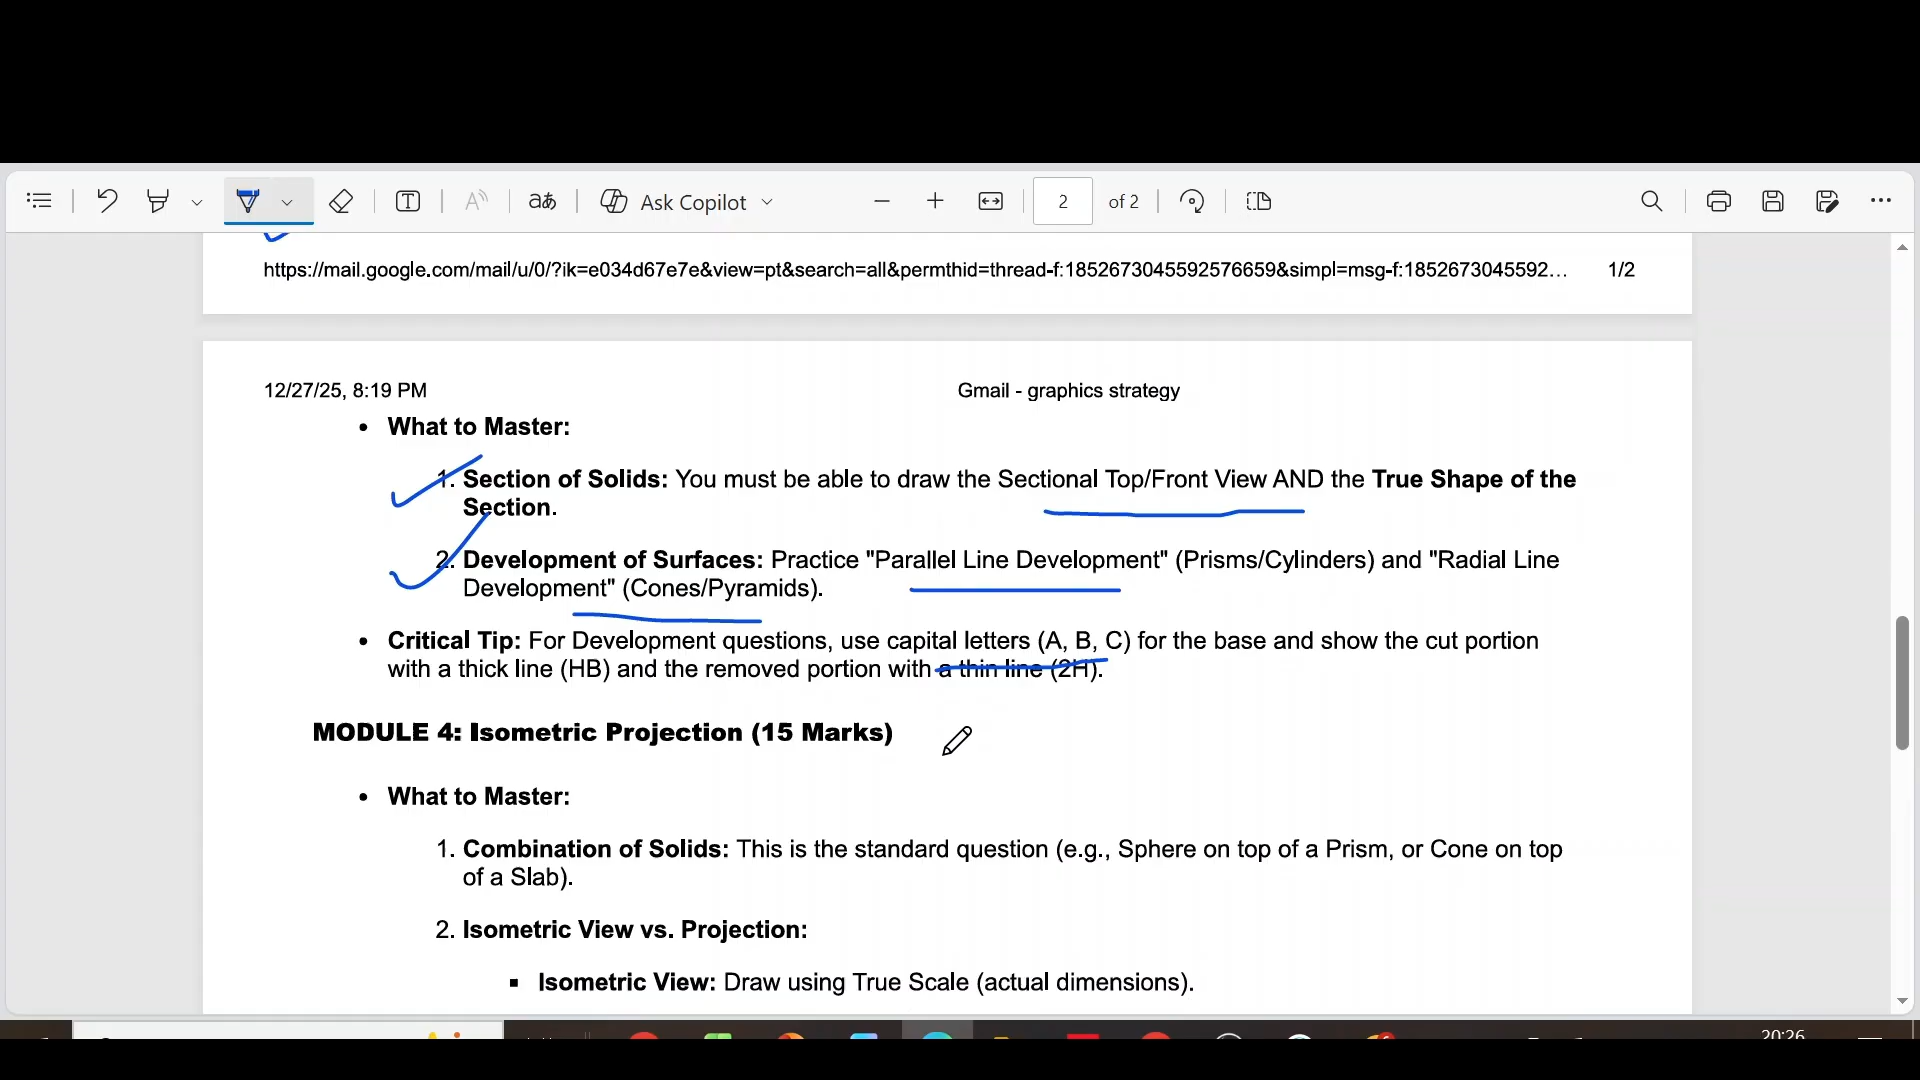 Ask Copilot
2
of 2
https://mail.google.com/mail/u/0/?ik=e034d67e7e&view=pt&search=all&permthid=thread-f:1852673045592576659&simpl=msg-f:1852673045592… 1/2
12/27/25, 8:19 PM Gmail - graphics strategy
• What to Master:
1. Section of Solids: You must be able to draw the Sectional Top/Front View AND the True Shape of the
Section.
2. Development of Surfaces: Practice "Parallel Line Development" (Prisms/Cylinders) and "Radial Line
Development" (Cones/Pyramids).
• Critical Tip: For Development questions, use capital letters (A, B, C) for the base and show the cut portion
with a thick line (HB) and the removed portion with a thin line (2H).
MODULE 4: Isometric Projection (15 Marks)
• What to Master:
1. Combination of Solids: This is the standard question (e.g., Sphere on top of a Prism, or Cone on top
of a Slab).
2. Isometric View vs. Projection:
▪ Isometric View: Draw using True Scale (actual dimensions).
20:26